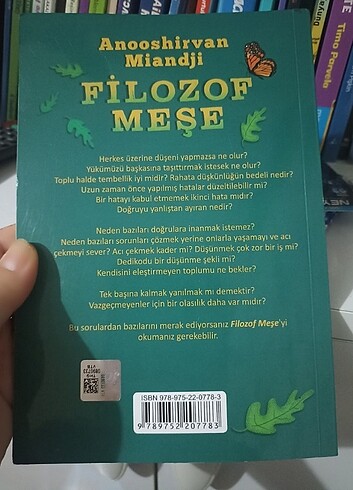 Anooshirvan
Miandji
FİLOZOF
MEŞE
Herkes üzerine düşeni yapmazsa ne olur?
Yükümüzü başkasına taşıttırmak istesek ne olur?
Toplu halde tembellik iyi midir? Rahata düşkünlüğün bedeli nedir?
Uzun zaman önce yapılmış hatalar düzeltilebilir mi?
Bir hatayı kabul etmemek ikinci hata mıdır?
Doğruyu yanlıştan ayıran nedir?
Neden bazıları doğrulara inanmak istemez?
Neden bazıları sorunları çözmek yerine onlarla yaşamayı ve acı
çekmeyi sever? Acı çekmek kader mi? Düşünmek çok zor bir iş mi?
Dedikodu bir düşünme şekli mi?
Kendisini eleştirmeyen toplumu ne bekler?
Tek başına kalmak yanılmak mı demektir?
Vazgeçmeyenler için bir olasılık daha var mıdır?
Bu sorulardan bazılarını merak ediyorsanız Filozof Meşe'yi
okumanız gerekebilir.
ISBN 978-975-22-0778-3
9 789752 207783
Timo Parvela